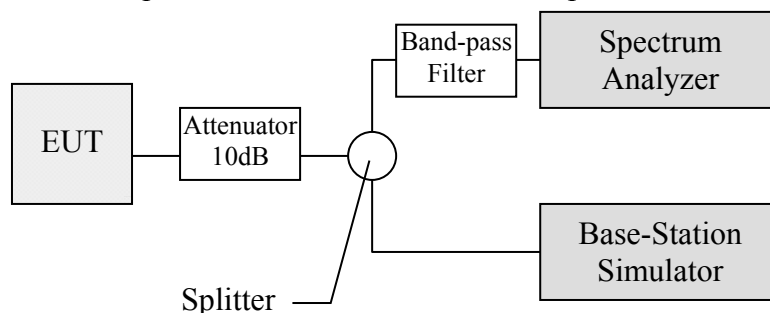 EUT
Attenuator
10dB
Band-pass
Filter
Spectrum
Analyzer
Base-Station
Simulator
Splitter